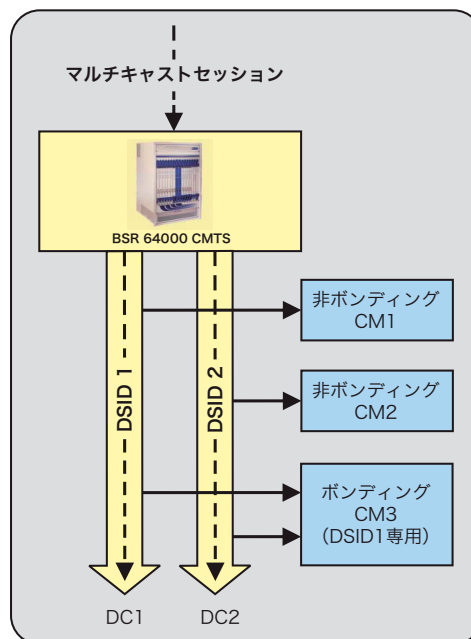 マルチキャストセッション
BSR 64000 CMTS
DSID 1
DSID 2
非ボンディング
CM1
非ボンディング
CM2
ボンディング
CM3
（DSID1専用）
DC1
DC2